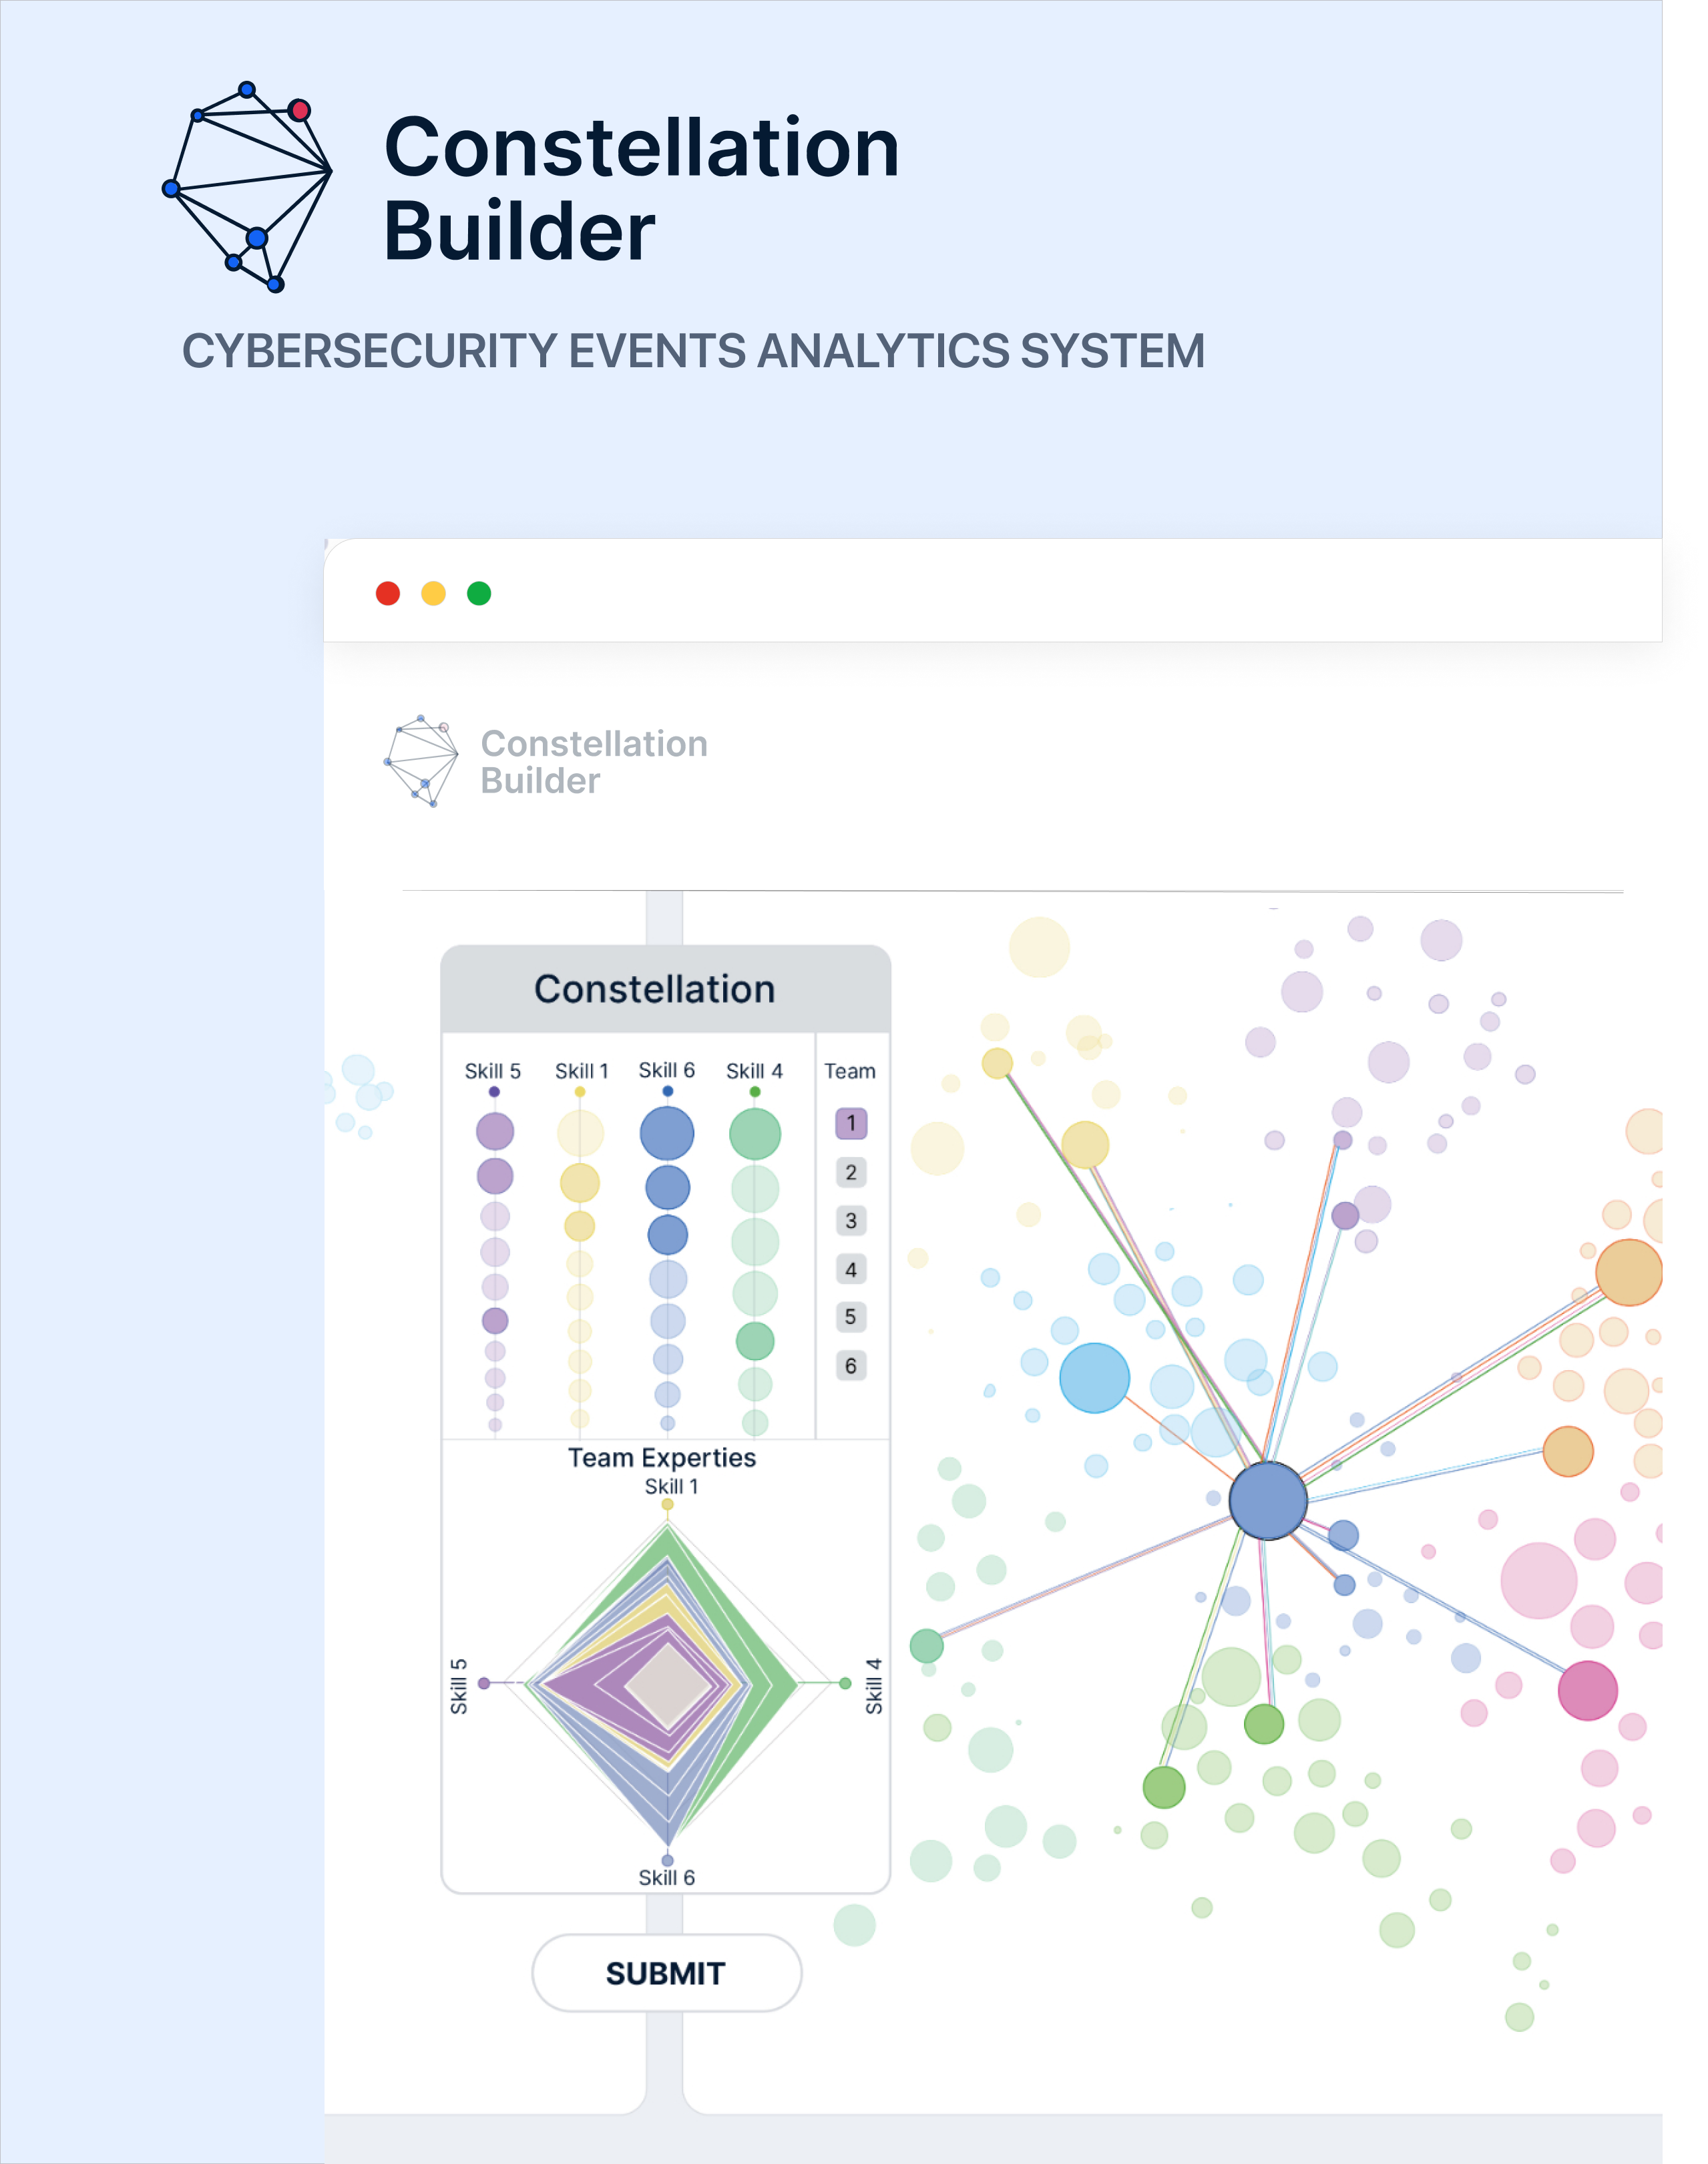 Constellation
Builder
CYBERSECURITY EVENTS ANALYTICS SYSTEM
Constellation
Builder
Constellation
Skill 5 Skill 1 Skill 6 Skill 4 Team
1
2
3
4
5
6
Team Experties
Skill 1
Skill 5
Skill 4
Skill 6
SUBMIT